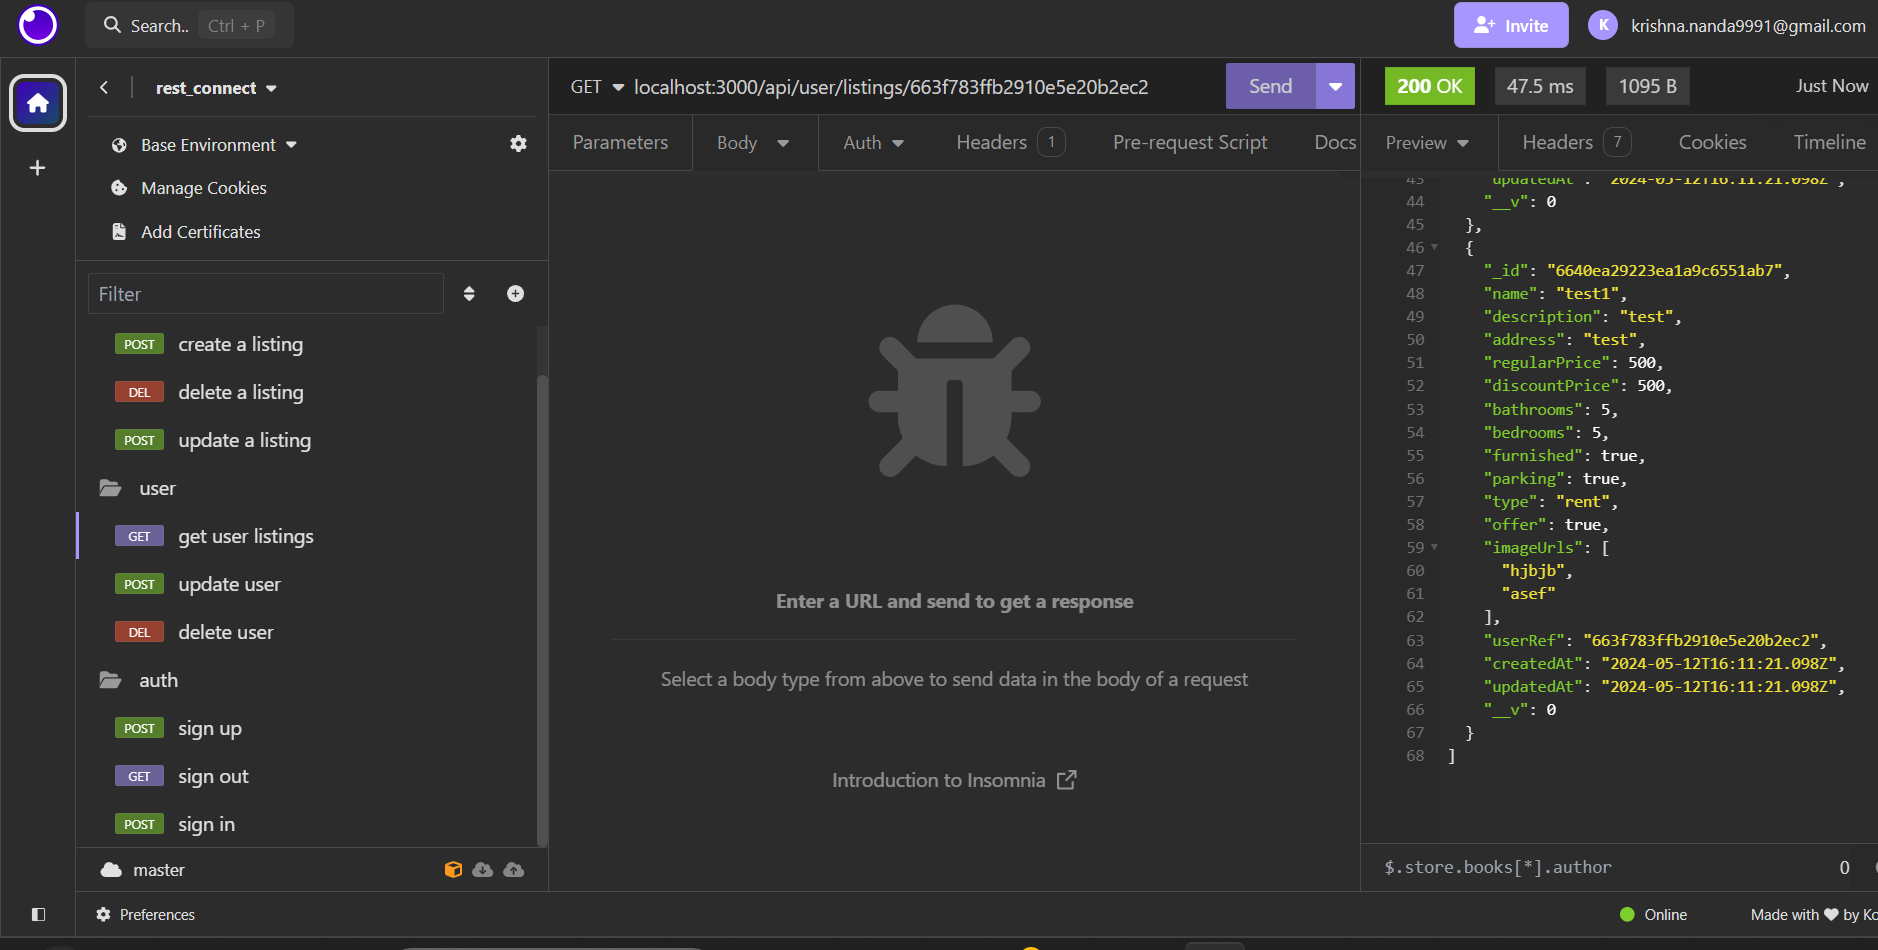 Search.. Ctrl + P
Invite
K
krishna.nanda9991@gmail.com
rest_connect
Base Environment
Manage Cookies
Add Certificates
Filter
POST create a listing
DEL delete a listing
POST update a listing
user
GET get user listings
POST update user
DEL delete user
auth
POST sign up
GET sign out
POST sign in
master
Preferences
GET localhost:3000/api/user/listings/663f783ffb2910e5e20b2ec2 Send
Parameters Body Auth Headers 1 Pre-request Script Docs
Enter a URL and send to get a response
Select a body type from above to send data in the body of a request
Introduction to Insomnia
200 OK 47.5 ms 1095 B Just Now
Preview Headers 7 Cookies Timeline
43 "updatedAt": "2024-05-12T16:11:21.098Z",
44 "__v": 0
45 },
46 {
47 "_id": "6640ea29223ea1a9c6551ab7",
48 "name": "test1",
49 "description": "test",
50 "address": "test",
51 "regularPrice": 500,
52 "discountPrice": 500,
53 "bathrooms": 5,
54 "bedrooms": 5,
55 "furnished": true,
56 "parking": true,
57 "type": "rent",
58 "offer": true,
59 "imageUrls": [
60 "hjbjb",
61 "asef"
62 ],
63 "userRef": "663f783ffb2910e5e20b2ec2",
64 "createdAt": "2024-05-12T16:11:21.098Z",
65 "updatedAt": "2024-05-12T16:11:21.098Z",
66 "__v": 0
67 }
68 ]
$.store.books[*].author 0
Online
Made with by Ko